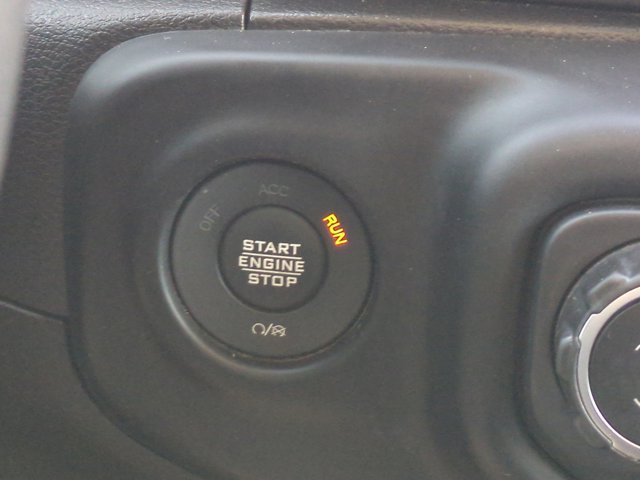 ACC
OFF
RUN
START
ENGINE
STOP